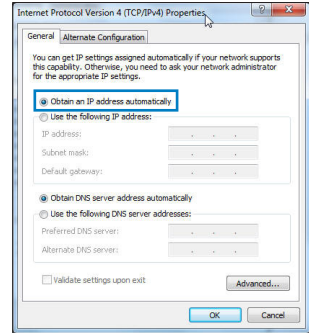 Internet Protocol Version 4 (TCP/IPv4) Properties
General
Alternate Configuration
You can get IP settings assigned automatically if your network supports
this capability. Otherwise, you need to ask your network administrator
for the appropriate IP settings.
Obtain an IP address automatically
Use the following IP address:
IP address:
Subnet mask:
Default gateway:
Obtain DNS server address automatically
Use the following DNS server addresses:
Preferred DNS server:
Alternate DNS server:
Validate settings upon exit
Advanced...
OK
Cancel